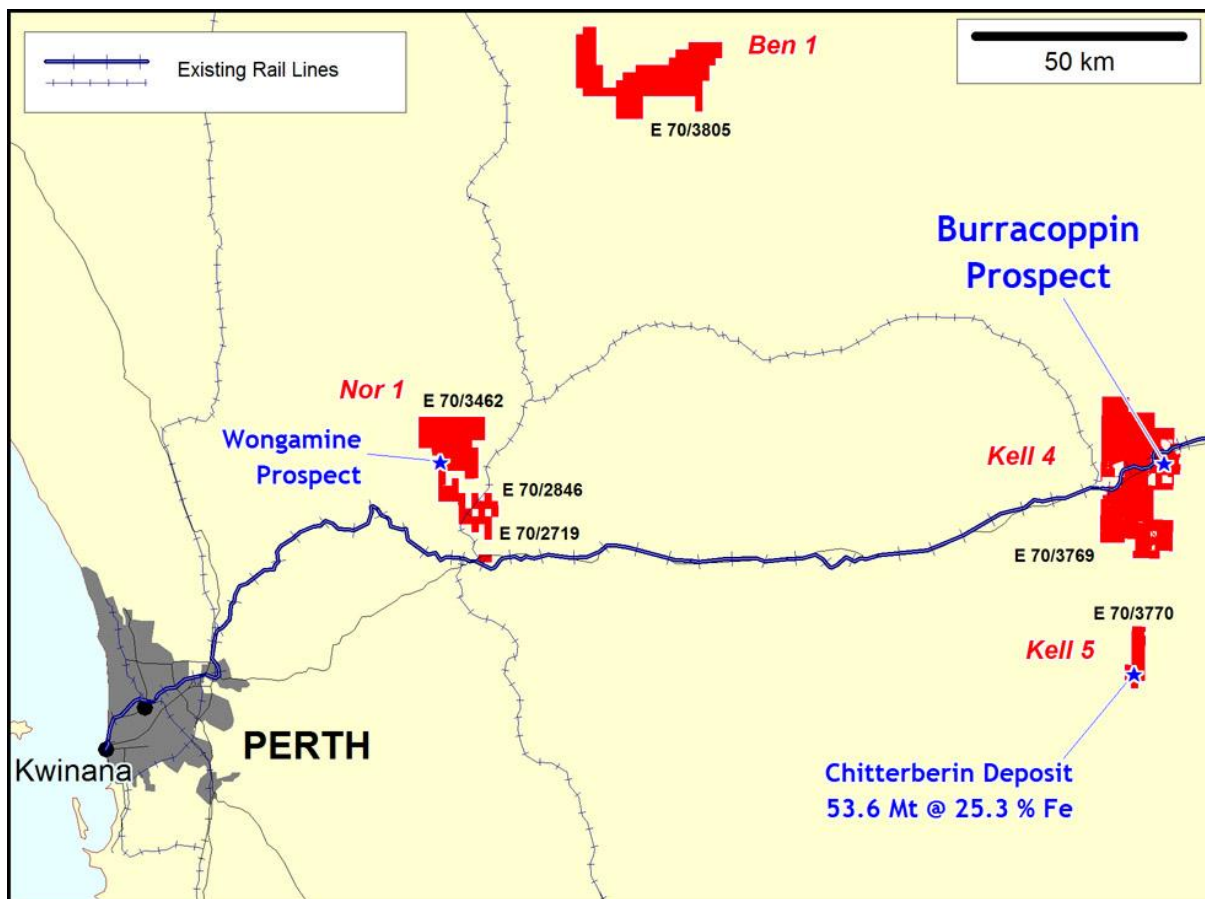 Existing Rail Lines
Ben 1
50 km
E 70/3805
Burracoppin
Prospect
Nor 1
E 70/3462
Wongamine
Prospect
Kell 4
E 70/2846
E 70/2719
E 70/3769
E 70/3770
Kell 5
PERTH
Kwinana
Chitterberin Deposit
53.6 Mt @ 25.3 % Fe